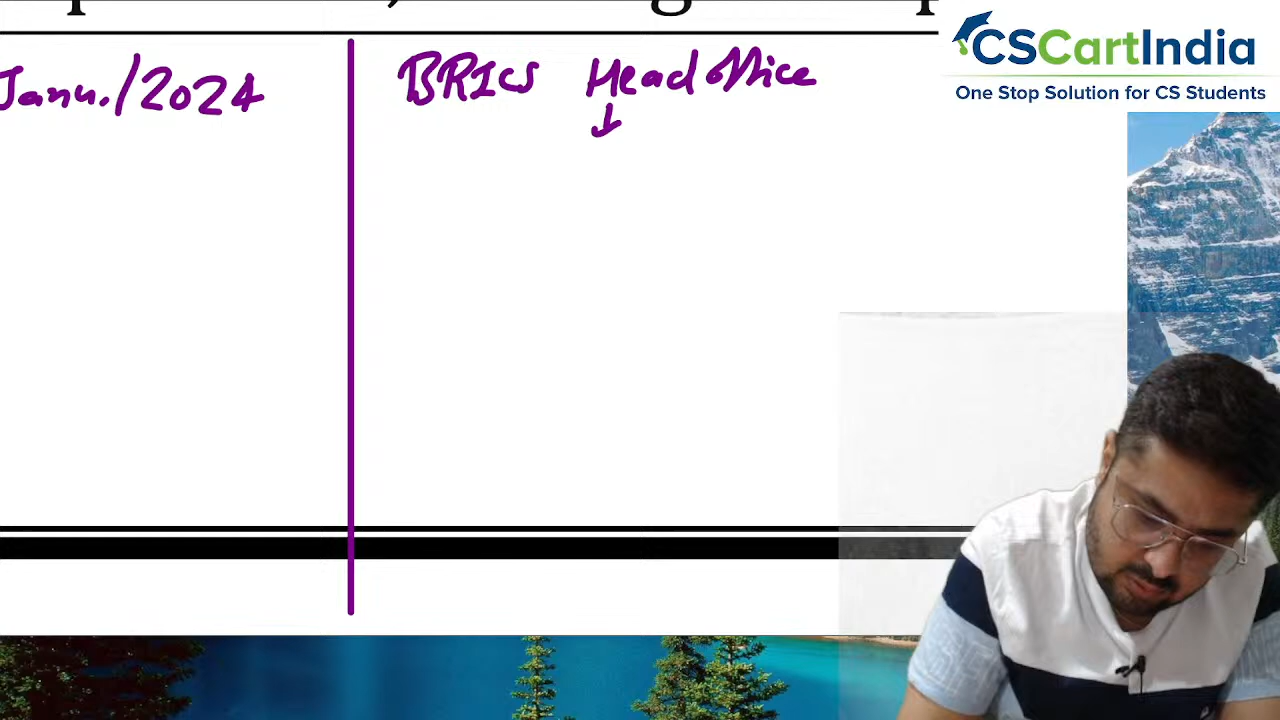 CSCartIndia
One Stop Solution for CS Students
Janu./2024
BRICS Head office